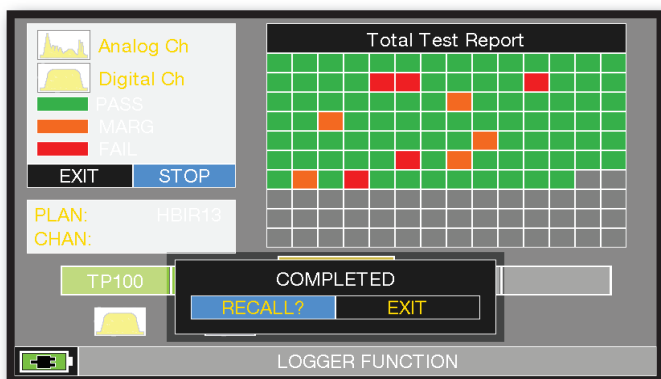 Analog Ch
Digital Ch
PASS
MARG
FAIL
EXIT STOP
PLAN: HBIR13
CHAN:
Total Test Report
TP100
COMPLETED
RECALL? EXIT
LOGGER FUNCTION